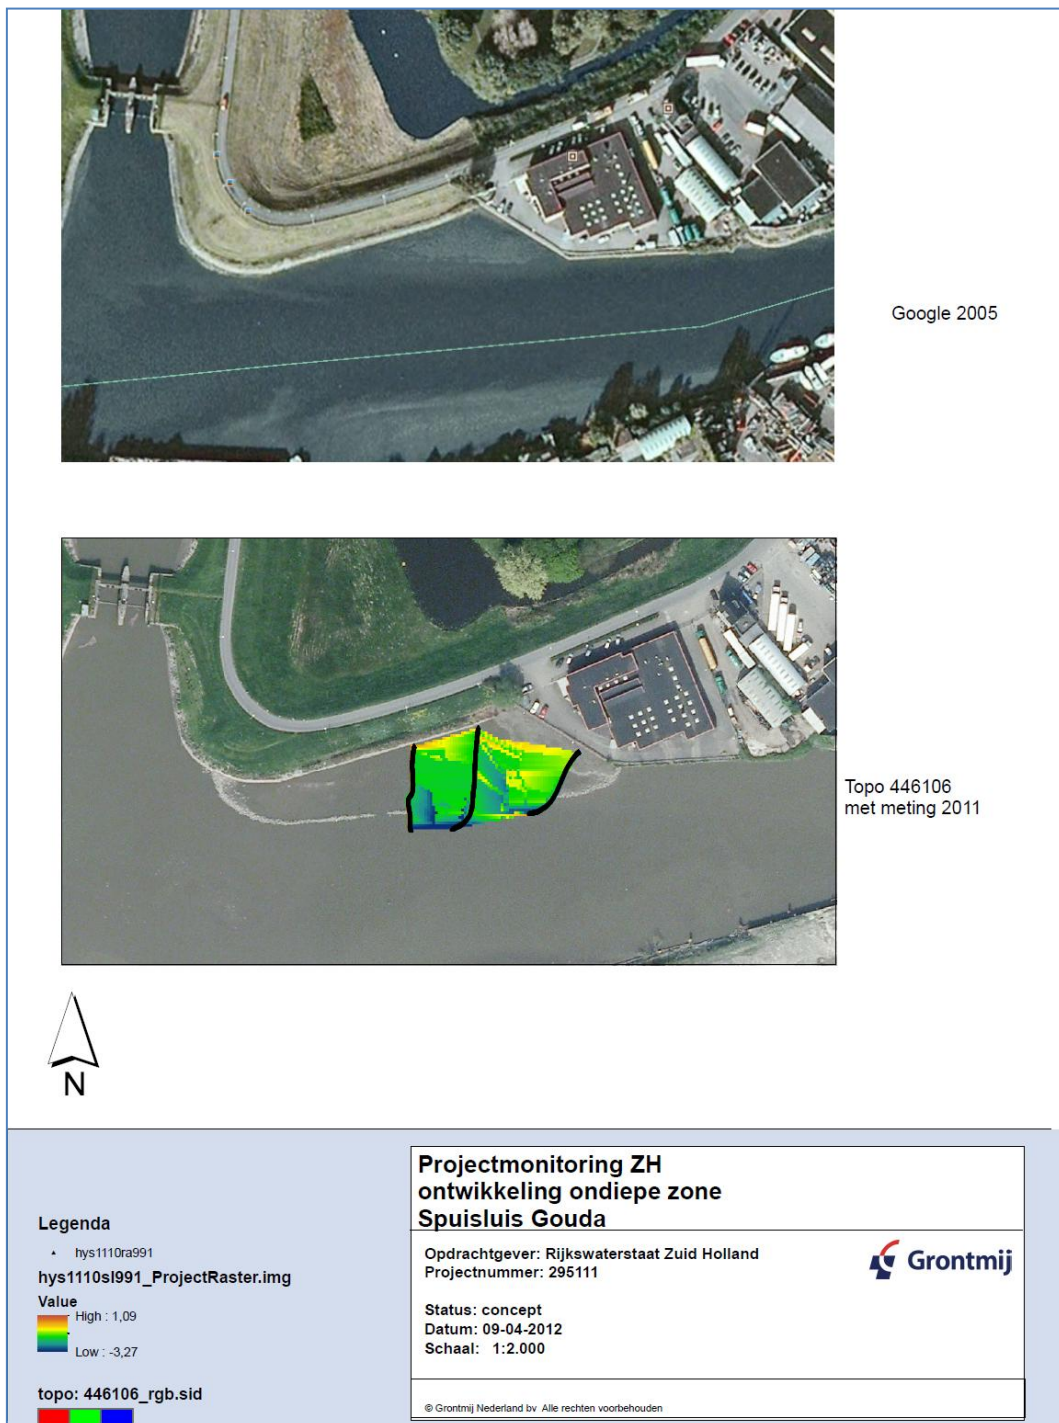 Google 2005
Topo 446106
met meting 2011
N
Legenda
hys1110ra991
hys1110sl991_ProjectRaster.img
Value
High : 1,09
Low : -3,27
topo: 446106_rgb.sid
Projectmonitoring ZH
ontwikkeling ondiepe zone
Spuisluis Gouda
Opdrachtgever: Rijkswaterstaat Zuid Holland
Projectnummer: 295111
Grontmij
Status: concept
Datum: 09-04-2012
Schaal: 1:2.000
© Grontmij Nederland bv Alle rechten voorbehouden